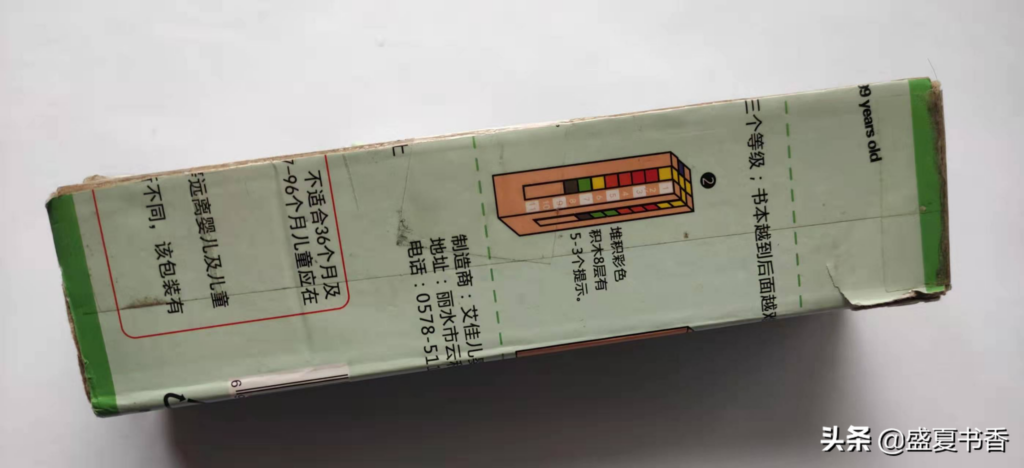 99 years old
三个等级；书本越到后面越
❷
堆积彩色
积木8层有
5-3个提示。
制造商：艾佳儿
地址：丽水市云
电话：0578-51
上
不适合36个月及
7-96个月儿童应在
远离婴儿及儿童
不同，该包装有
6
头条 @盛夏书香